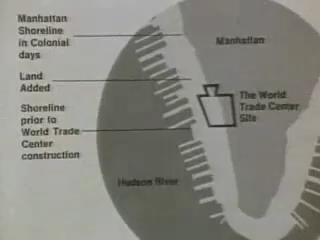 Manhattan
Shoreline
in Colonial
days
Land
Added
Shoreline
prior to
World Trade
Center
construction
Manhattan
The World
Trade Center
Site
Hudson River